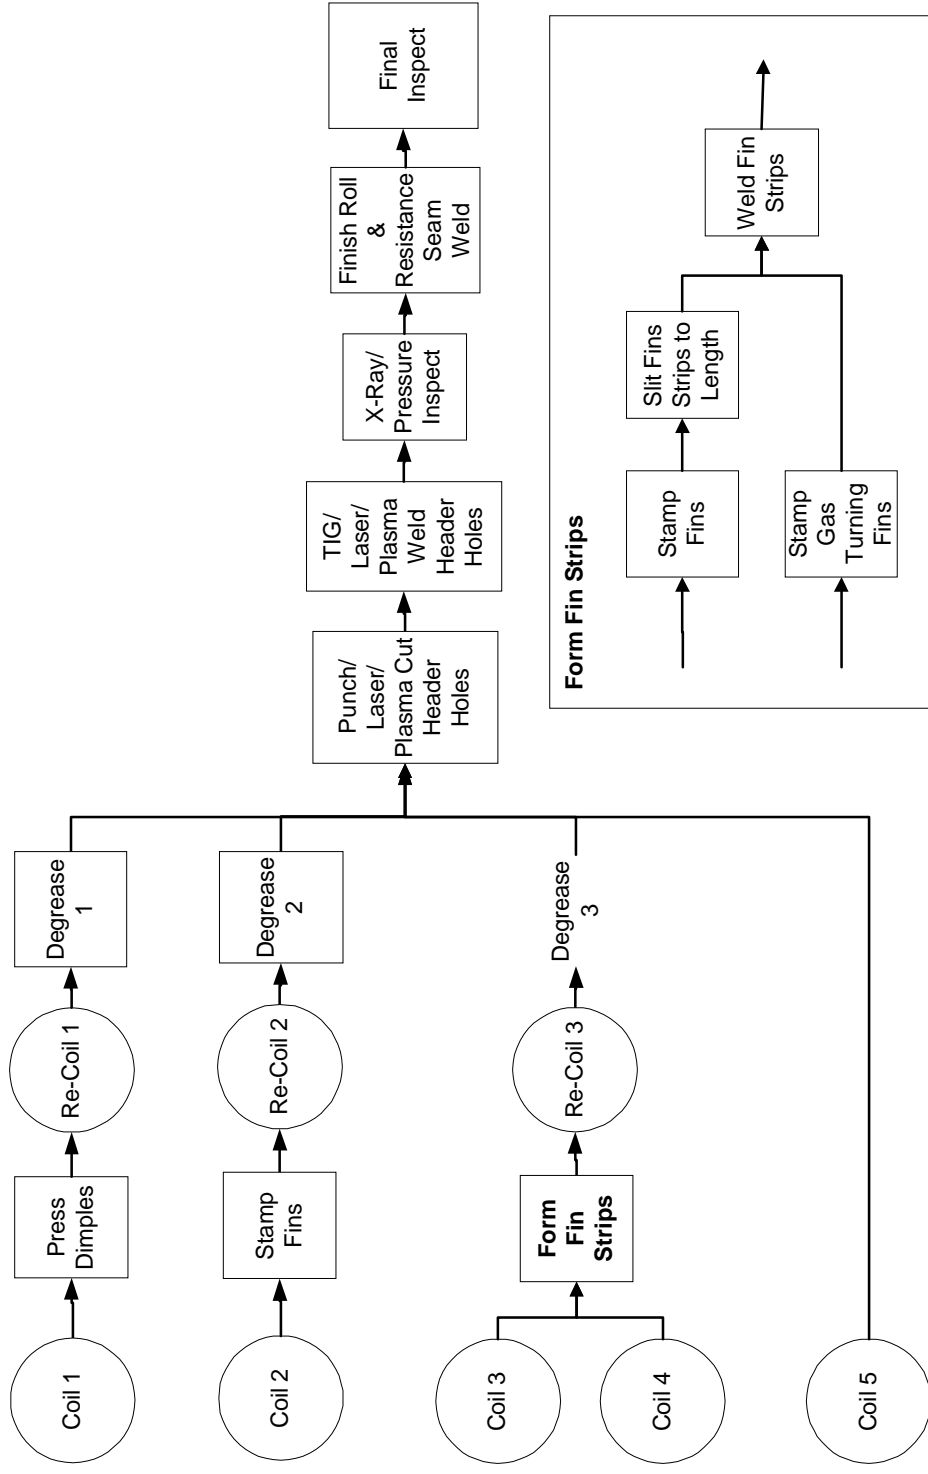 Coil 1
Press
Dimples
Re-Coil 1
Degrease
1
Coil 2
Stamp
Fins
Re-Coil 2
Degrease
2
Coil 3
Coil 4
Form
Fin
Strips
Re-Coil 3
Degrease
3
Coil 5
Punch/
Laser/
Plasma Cut
Header
Holes
TIG/
Laser/
Plasma
Weld
Header
Holes
X-Ray/
Pressure
Inspect
Finish Roll
&
Resistance
Seam
Weld
Final
Inspect
Form Fin Strips
Stamp
Fins
Slit Fins
Strips to
Length
Stamp
Gas
Turning
Fins
Weld Fin
Strips